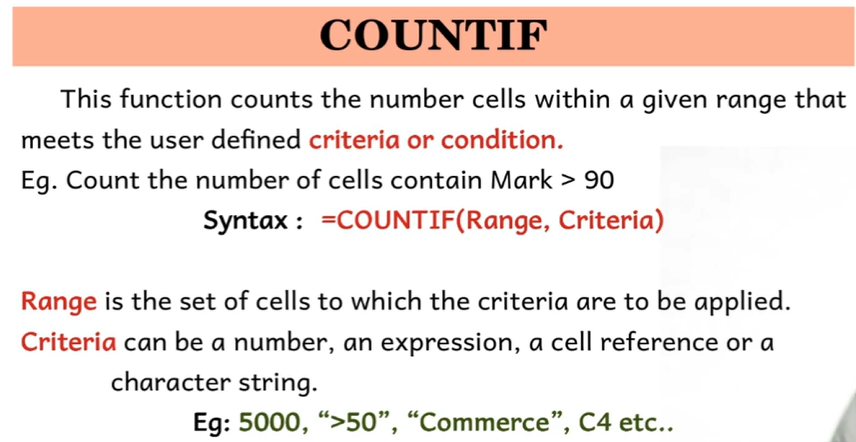 COUNTIF
This function counts the number cells within a given range that
meets the user defined criteria or condition.
Eg. Count the number of cells contain Mark > 90
Syntax : =COUNTIF(Range, Criteria)
Range is the set of cells to which the criteria are to be applied.
Criteria can be a number, an expression, a cell reference or a
character string.
Eg: 5000, “>50”, “Commerce”, C4 etc..